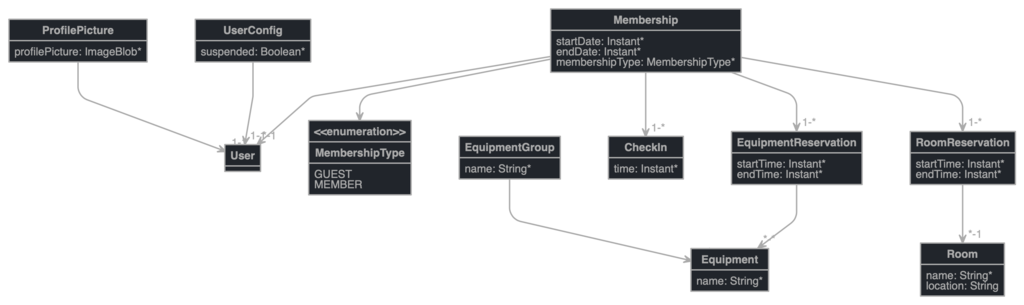 ProfilePicture
profilePicture: ImageBlob*
UserConfig
suspended: Boolean*
Membership
startDate: Instant*
endDate: Instant*
membershipType: MembershipType*
1-1
User
<<enumeration>>
MembershipType
GUEST
MEMBER
EquipmentGroup
name: String*
1-*
CheckIn
time: Instant*
1-*
EquipmentReservation
startTime: Instant*
endTime: Instant*
1-*
RoomReservation
startTime: Instant*
endTime: Instant*
Equipment
name: String*
*-1
Room
name: String*
location: String